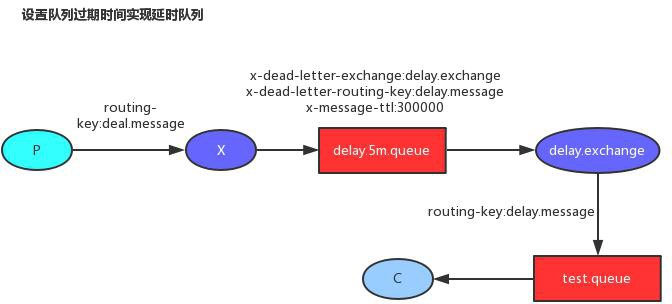 设置队列过期时间实现延时队列
x-dead-letter-exchange:delay.exchange
x-dead-letter-routing-key:delay.message
x-message-ttl:300000
routing-
key:deal.message
P
X
delay.5m.queue
delay.exchange
routing-key:delay.message
C
test.queue